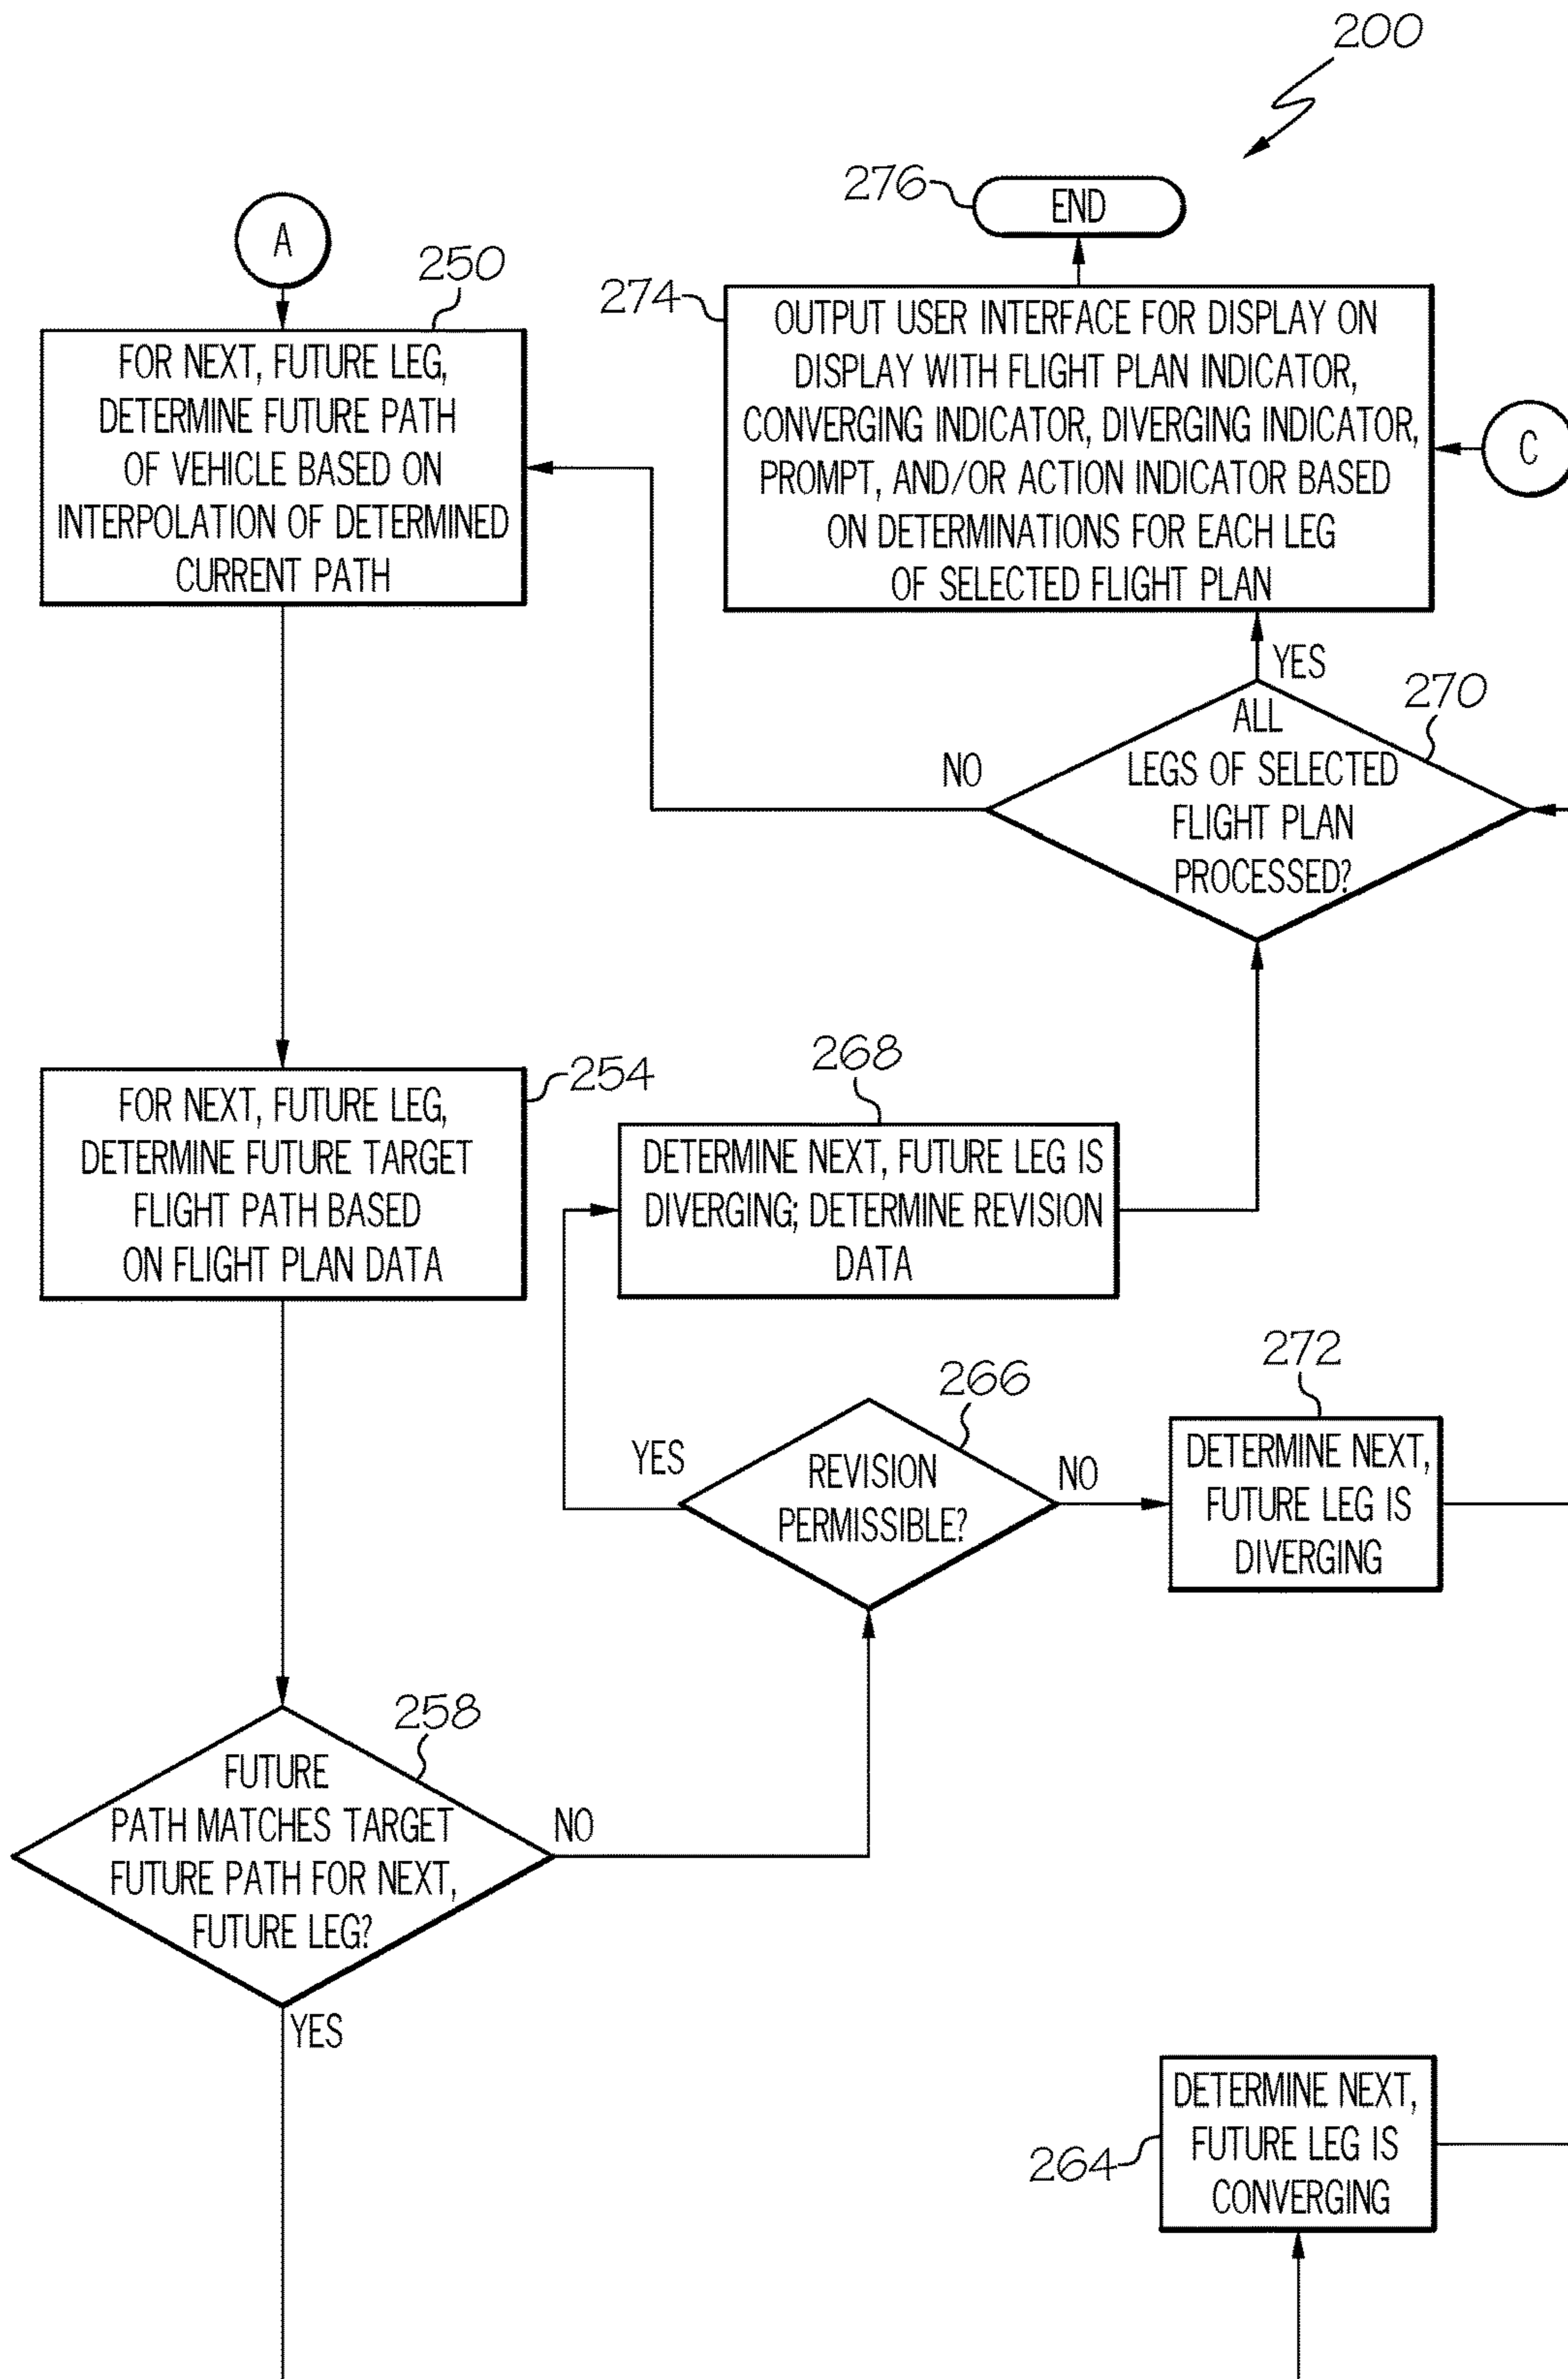 200
276
END
A
250
FOR NEXT, FUTURE LEG,
DETERMINE FUTURE PATH
OF VEHICLE BASED ON
INTERPOLATION OF DETERMINED
CURRENT PATH
274
OUTPUT USER INTERFACE FOR DISPLAY ON
DISPLAY WITH FLIGHT PLAN INDICATOR,
CONVERGING INDICATOR, DIVERGING INDICATOR,
PROMPT, AND/OR ACTION INDICATOR BASED
ON DETERMINATIONS FOR EACH LEG
OF SELECTED FLIGHT PLAN
C
YES
270
ALL
LEGS OF SELECTED
FLIGHT PLAN
PROCESSED?
NO
254
FOR NEXT, FUTURE LEG,
DETERMINE FUTURE TARGET
FLIGHT PATH BASED
ON FLIGHT PLAN DATA
268
DETERMINE NEXT, FUTURE LEG IS
DIVERGING; DETERMINE REVISION
DATA
266
YES
REVISION
PERMISSIBLE?
NO
272
DETERMINE NEXT,
FUTURE LEG IS
DIVERGING
258
FUTURE
PATH MATCHES TARGET
FUTURE PATH FOR NEXT,
FUTURE LEG?
NO
YES
264
DETERMINE NEXT,
FUTURE LEG IS
CONVERGING